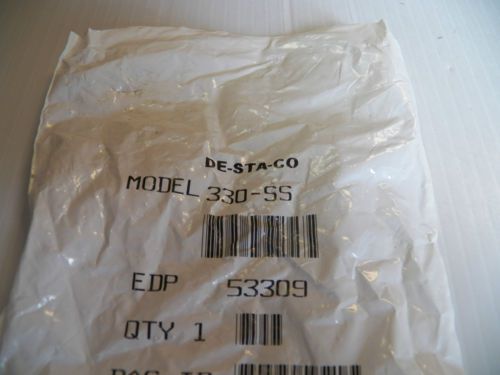 DE-STA-CO
MODEL 330-SS
EDP 53309
QTY 1